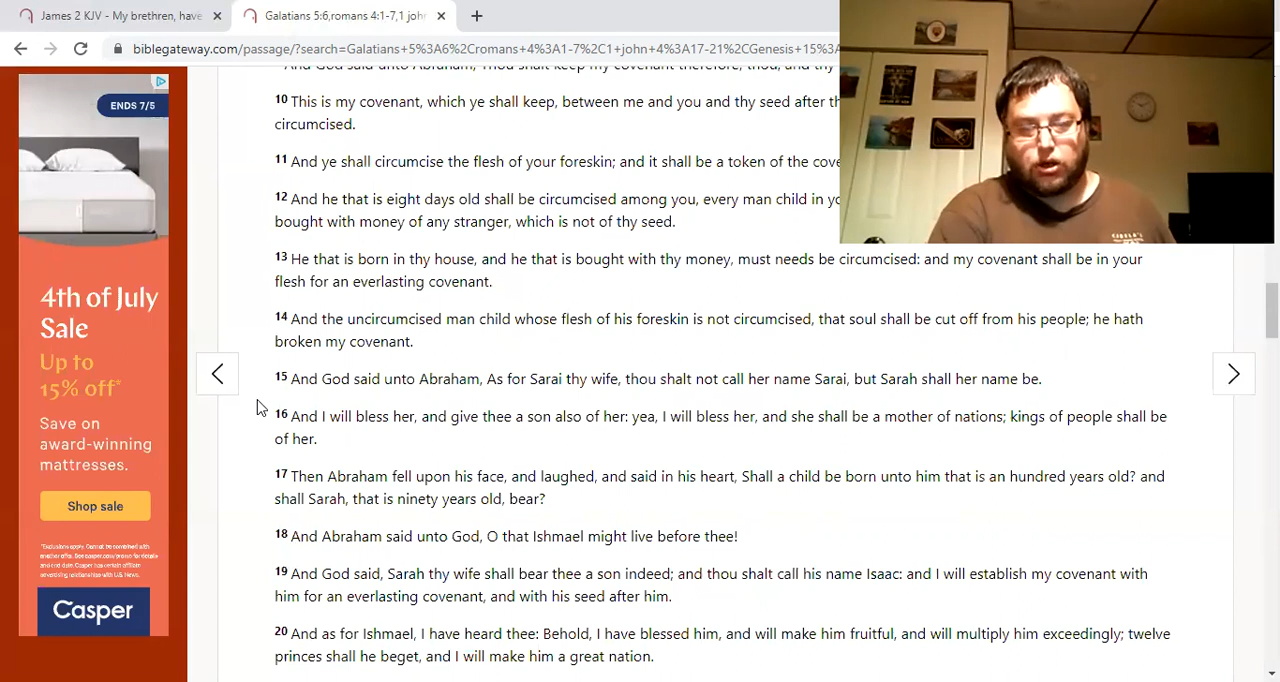 James 2 KJV - My brethren, have
Galatians 5:6,romans 4:1-7,1 john
biblegateway.com/passage/?search=Galatians+5%3A6%2Cromans+4%3A1-7%2C1+john+4%3A17-21%2CGenesis+15%3A
And God said unto Abraham, Thou shalt keep my covenant therefore, thou, and thy
10 This is my covenant, which ye shall keep, between me and you and thy seed after th
circumcised.
11 And ye shall circumcise the flesh of your foreskin; and it shall be a token of the cove
12 And he that is eight days old shall be circumcised among you, every man child in yo
bought with money of any stranger, which is not of thy seed.
13 He that is born in thy house, and he that is bought with thy money, must needs be circumcised: and my covenant shall be in your
flesh for an everlasting covenant.
14 And the uncircumcised man child whose flesh of his foreskin is not circumcised, that soul shall be cut off from his people; he hath
broken my covenant.
15 And God said unto Abraham, As for Sarai thy wife, thou shalt not call her name Sarai, but Sarah shall her name be.
16 And I will bless her, and give thee a son also of her: yea, I will bless her, and she shall be a mother of nations; kings of people shall be
of her.
17 Then Abraham fell upon his face, and laughed, and said in his heart, Shall a child be born unto him that is an hundred years old? and
shall Sarah, that is ninety years old, bear?
18 And Abraham said unto God, O that Ishmael might live before thee!
19 And God said, Sarah thy wife shall bear thee a son indeed; and thou shalt call his name Isaac: and I will establish my covenant with
him for an everlasting covenant, and with his seed after him.
20 And as for Ishmael, I have heard thee: Behold, I have blessed him, and will make him fruitful, and will multiply him exceedingly; twelve
princes shall he beget, and I will make him a great nation.
ENDS 7/5
4th of July
Sale
Up to
15% off*
Save on
award-winning
mattresses.
Shop sale
Casper